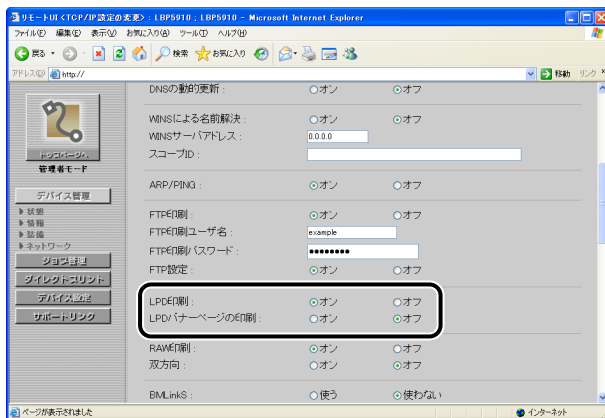 リモートUI <TCP/IP設定の変更> : LBP5910 ; LBP5910 - Microsoft Internet Explorer
ファイル(F) 編集(E) 表示(V) お気に入り(A) ツール(T) ヘルプ(H)
戻る 検索 お気に入り
アドレス(D) http:// 移動 リンク »
トップページへ
管理者モード
デバイス管理
状態
情報
装備
ネットワーク
ジョブ管理
ダイレクトプリント
デバイス設定
サポートリンク
DNSの動的更新 : オン オフ
WINSによる名前解決 : オン オフ
WINSサーバアドレス : 0.0.0.0
スコープID :
ARP/PING : オン オフ
FTP印刷 : オン オフ
FTP印刷ユーザ名 : example
FTP印刷パスワード : ●●●●●●●●
FTP設定 : オン オフ
LPD印刷 : オン オフ
LPDバナーページの印刷 : オン オフ
RAW印刷 : オン オフ
双方向 : オン オフ
BMLinkS : 使う 使わない
ページが表示されました インターネット